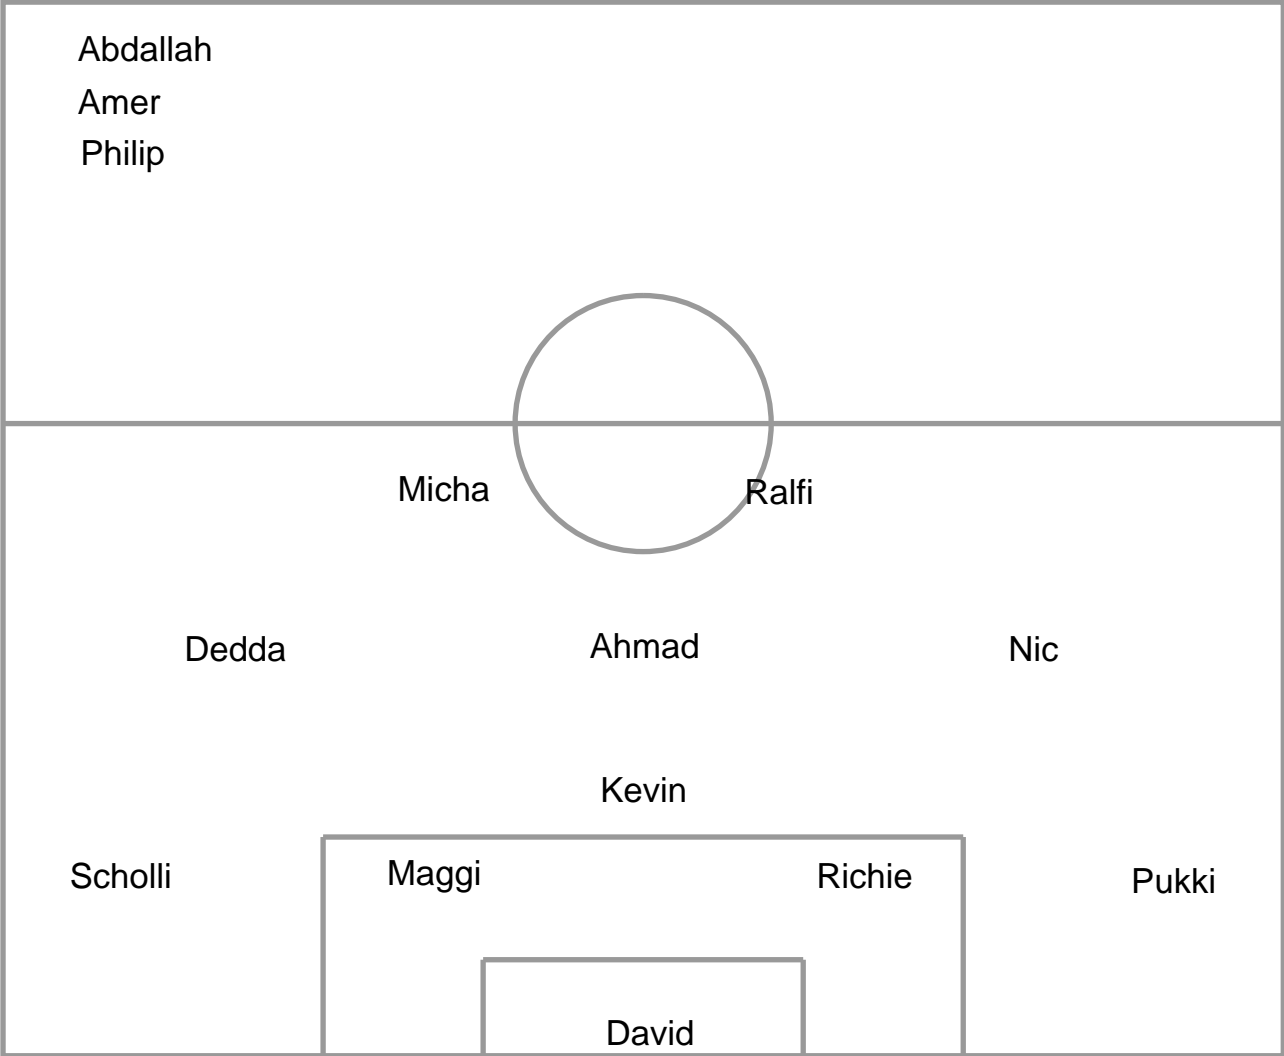 Abdallah
Amer
Philip
Micha
Ralfi
Dedda
Ahmad
Nic
Kevin
Scholli
Maggi
Richie
Pukki
David